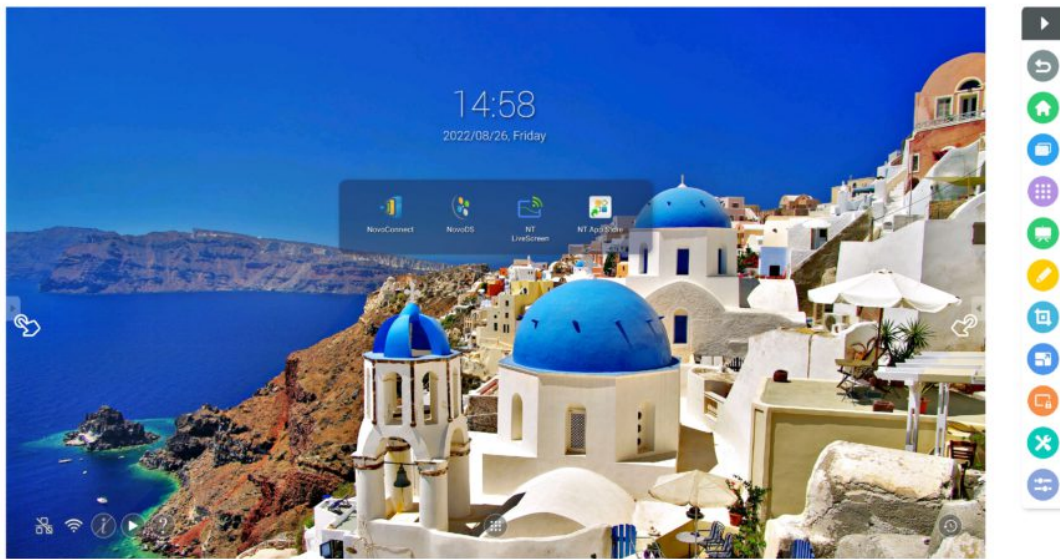 14:58
2022/08/26, Friday
NovoConnect
NovoDS
NT
LiveScreen
NT App Store